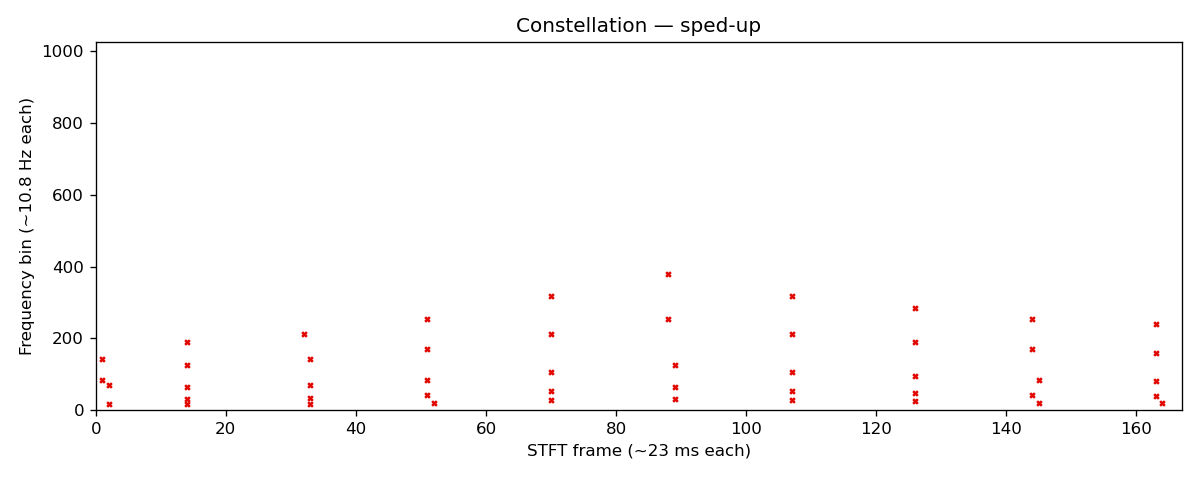 Constellation — sped-up
Frequency bin (~10.8 Hz each)
1000
800
600
400
200
0
0 20 40 60 80 100 120 140 160
STFT frame (~23 ms each)